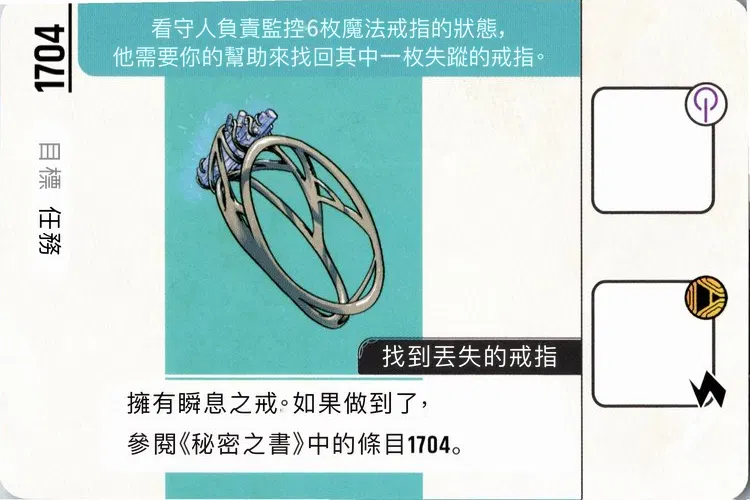 看守人負責監控6枚魔法戒指的狀態，
他需要你的幫助來找回其中一枚失蹤的戒指。
1704
目標 任務
找到丟失的戒指
擁有瞬息之戒。如果做到了，
參閱《秘密之書》中的條目1704。